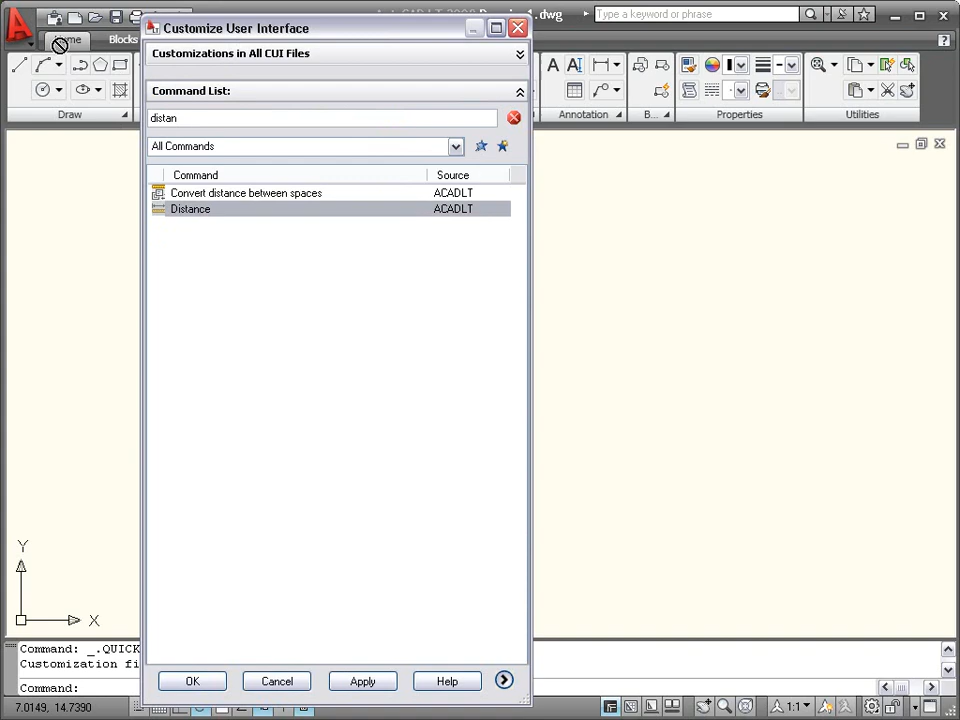 .dwg
Type a keyword or phrase
Customize User Interface
Home
Blocks
Customizations in All CUI Files
Command List:
distan
All Commands
Command
Source
Convert distance between spaces
ACADLT
Distance
ACADLT
Draw
Annotation
B...
Properties
Utilities
Y
X
Command: _.QUICK
Customization fi
Command:
OK
Cancel
Apply
Help
7.0149, 14.7390
1:1